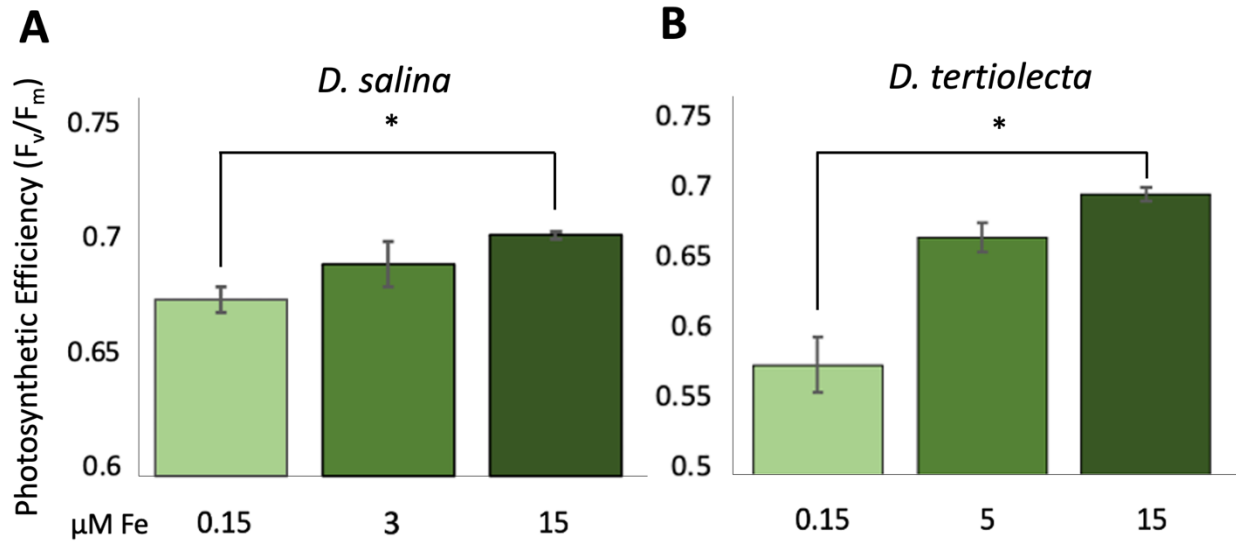 A
D. salina
*
Photosynthetic Efficiency (Fv/Fm)
0.75
0.7
0.65
0.6
µM Fe 0.15 3 15
B
D. tertiolecta
*
0.75
0.7
0.65
0.6
0.55
0.5
0.15 5 15